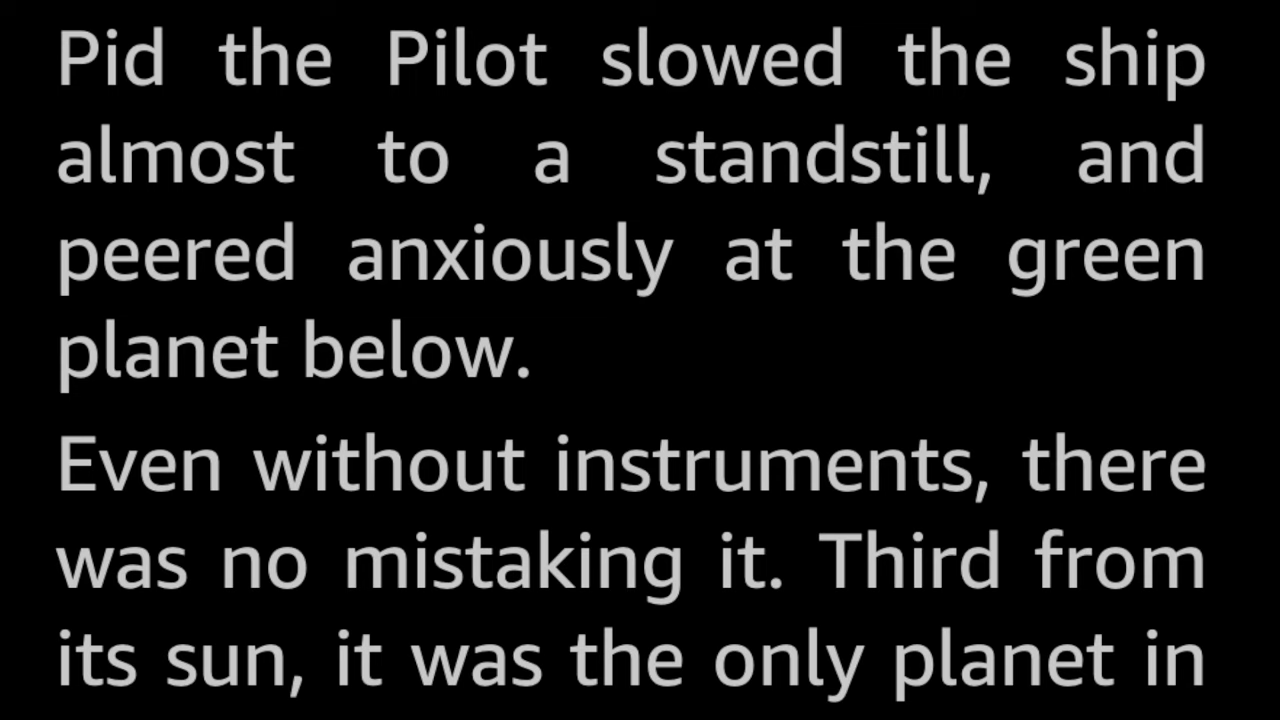 Pid the Pilot slowed the ship
almost to a standstill, and
peered anxiously at the green
planet below.
Even without instruments, there
was no mistaking it. Third from
its sun, it was the only planet in